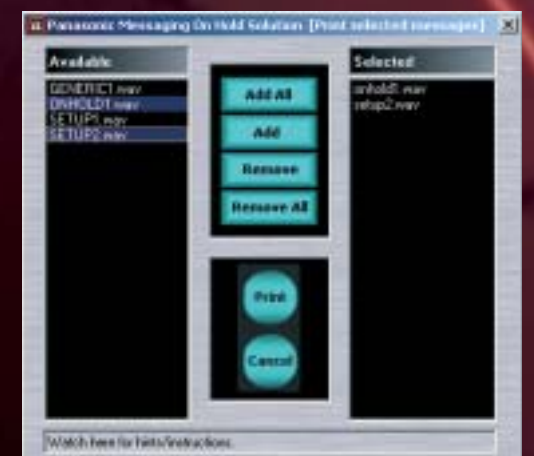 Panasonic Messaging On Hold Solution [Print selected messages]
Available
GENERIC1.wav
ONHOLD1.wav
SETUP1.wav
SETUP2.wav
Add All
Add
Remove
Remove All
Print
Cancel
Selected
onhold1.wav
setup2.wav
Watch here for hints/instructions.